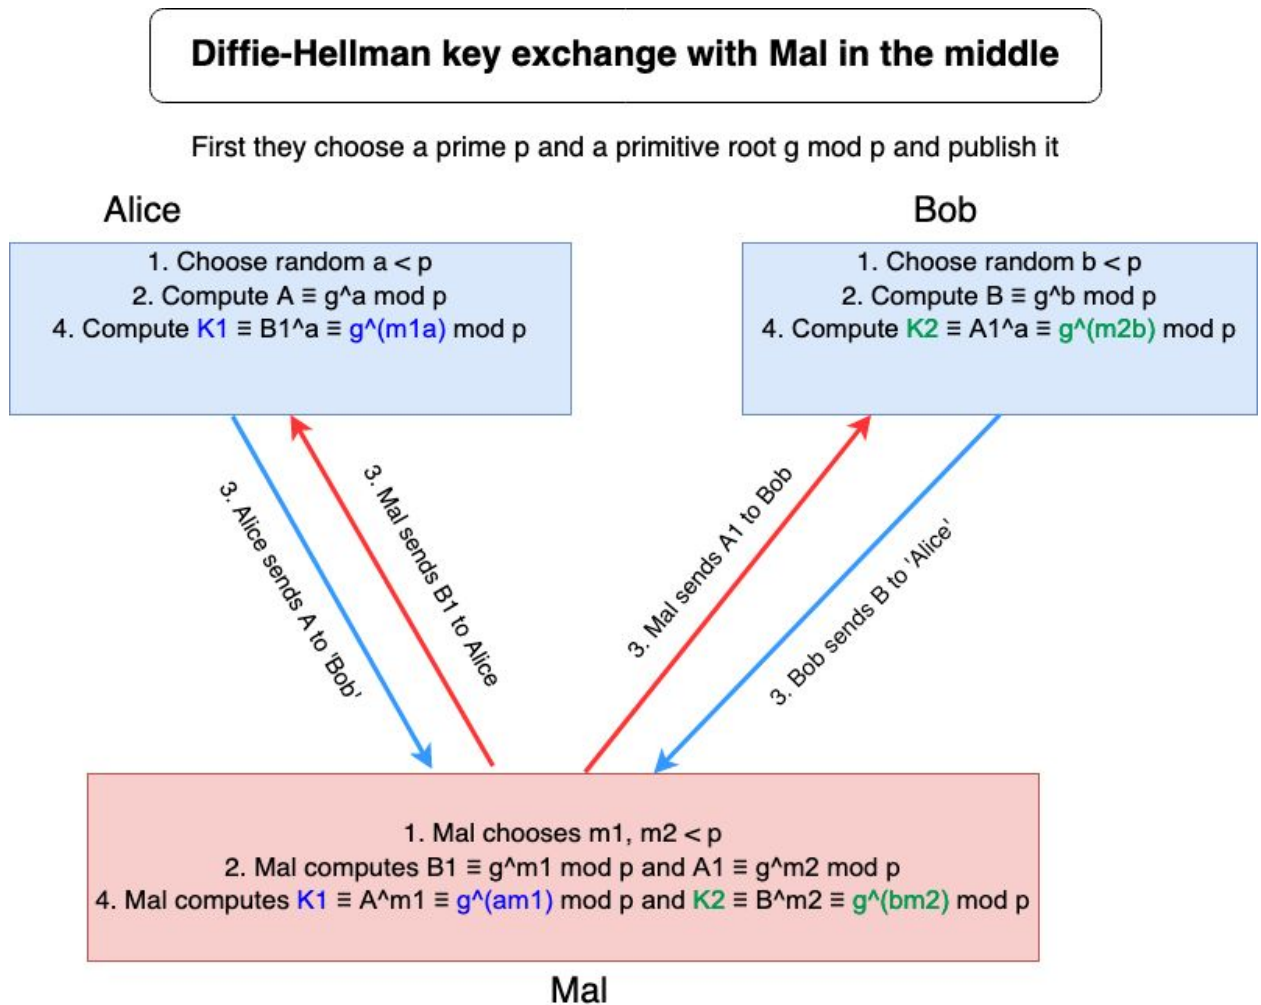 Diffie-Hellman key exchange with Mal in the middle
First they choose a prime p and a primitive root g mod p and publish it
Alice
1. Choose random a < p
2. Compute A ≡ g^a mod p
4. Compute K1 ≡ B1^a ≡ g^(m1a) mod p
Bob
1. Choose random b < p
2. Compute B ≡ g^b mod p
4. Compute K2 ≡ A1^a ≡ g^(m2b) mod p
3. Alice sends A to 'Bob'
3. Mal sends B1 to Alice
3. Mal sends A1 to Bob
3. Bob sends B to 'Alice'
1. Mal chooses m1, m2 < p
2. Mal computes B1 ≡ g^m1 mod p and A1 ≡ g^m2 mod p
4. Mal computes K1 ≡ A^m1 ≡ g^(am1) mod p and K2 ≡ B^m2 ≡ g^(bm2) mod p
Mal